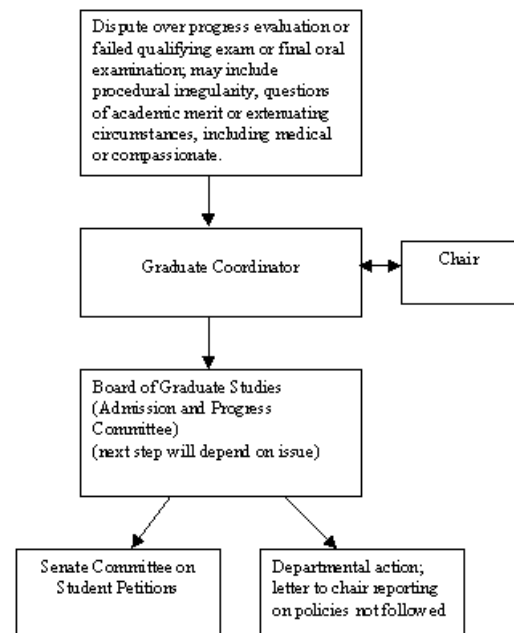 Dispute over progress evaluation or
failed qualifying exam or final oral
examination; may include
procedural irregularity, questions
of academic merit or extenuating
circumstances, including medical
or compassionate.
Graduate Coordinator
Chair
Board of Graduate Studies
(Admission and Progress
Committee)
(next step will depend on issue)
Senate Committee on
Student Petitions
Departmental action;
letter to chair reporting
on policies not followed